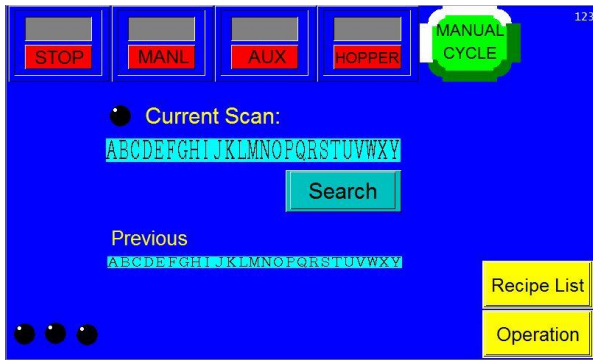 STOP MANL AUX HOPPER MANUAL CYCLE 123
Current Scan:
ABCDEFGHIJKLMNOPQRSTUVWXY
Search
Previous
ABCDEFGHIJKLMNOPQRSTUVWXY
Recipe List
Operation